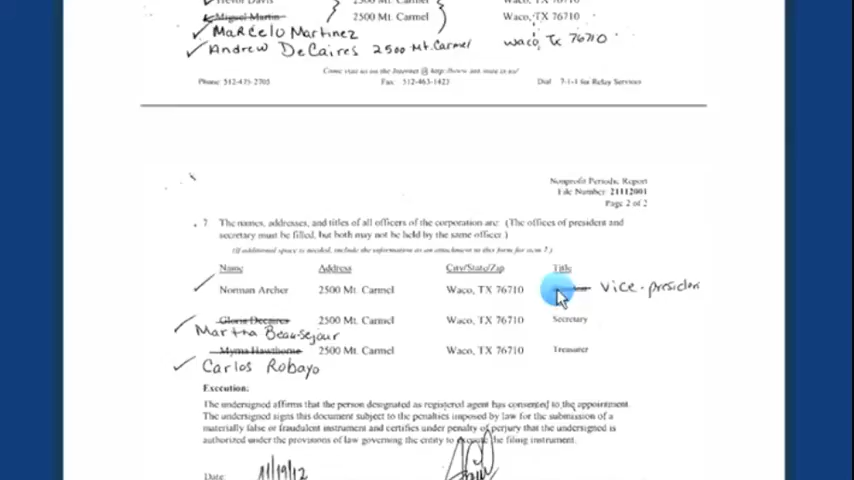 Trevor Davis 2500 Mt. Carmel Waco, TX 76710
Miguel Martin 2500 Mt. Carmel Waco, TX 76710
Marcelo Martinez
Andrew DeCaires 2500 Mt. Carmel Waco, Tx 76710
Come visit us on the Internet @
Phone: 512-475-2705 Fax: 512-463-1423 Dial: 7-1-1 for Relay Services
Nonprofit Periodic Report
File Number 21112001
Page 2 of 2
7 The names, addresses, and titles of all officers of the corporation are: (The offices of president and
secretary must be filled, but both may not be held by the same officer)
(If additional space is needed, include the information as an attachment to this form for item 7)
Name Address City/State/Zip Title
Norman Archer 2500 Mt. Carmel Waco, TX 76710 Vice-presiden
Gloria Decaires 2500 Mt. Carmel Waco, TX 76710 Secretary
Martha Beausejour
Myrna Hawthorne 2500 Mt. Carmel Waco, TX 76710 Treasurer
Carlos Robayo
Execution:
The undersigned affirms that the person designated as registered agent has consented to the appointment.
The undersigned signs this document subject to the penalties imposed by law for the submission of a
materially false or fraudulent instrument and certifies under penalty of perjury that the undersigned is
authorized under the provisions of law governing the entity to execute the filing instrument.
Date: 11/19/12